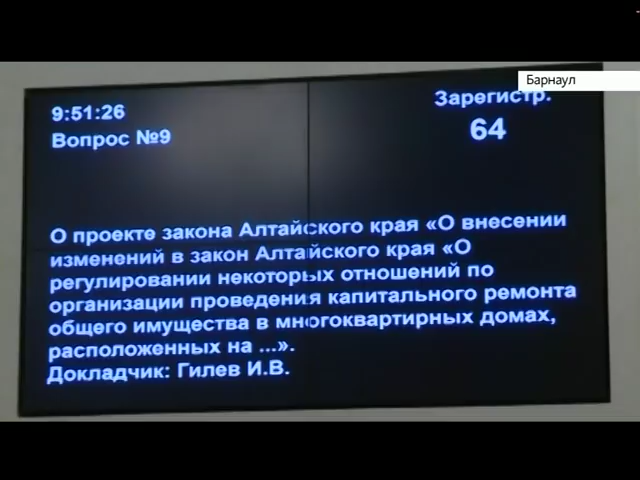 Барнаул
9:51:26
Зарегистр.
Вопрос №9
64
О проекте закона Алтайского края «О внесении
изменений в закон Алтайского края «О
регулировании некоторых отношений по
организации проведения капитального ремонта
общего имущества в многоквартирных домах,
расположенных на ...».
Докладчик: Гилев И.В.